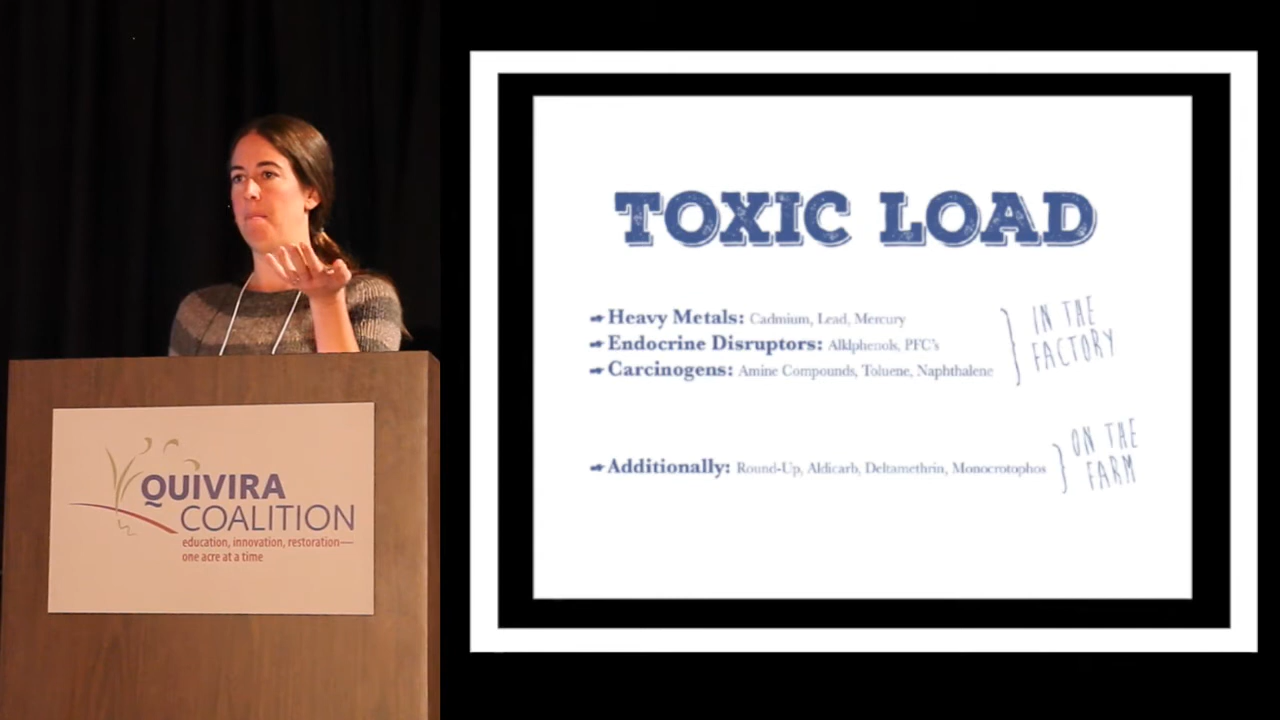 QUIVIRA
COALITION
education, innovation, restoration—
one acre at a time
TOXIC LOAD
Heavy Metals: Cadmium, Lead, Mercury
Endocrine Disruptors: Alklphenols, PFC's
Carcinogens: Amine Compounds, Toluene, Naphthalene
IN THE
FACTORY
Additionally: Round-Up, Aldicarb, Deltamethrin, Monocrotophos
ON THE
FARM